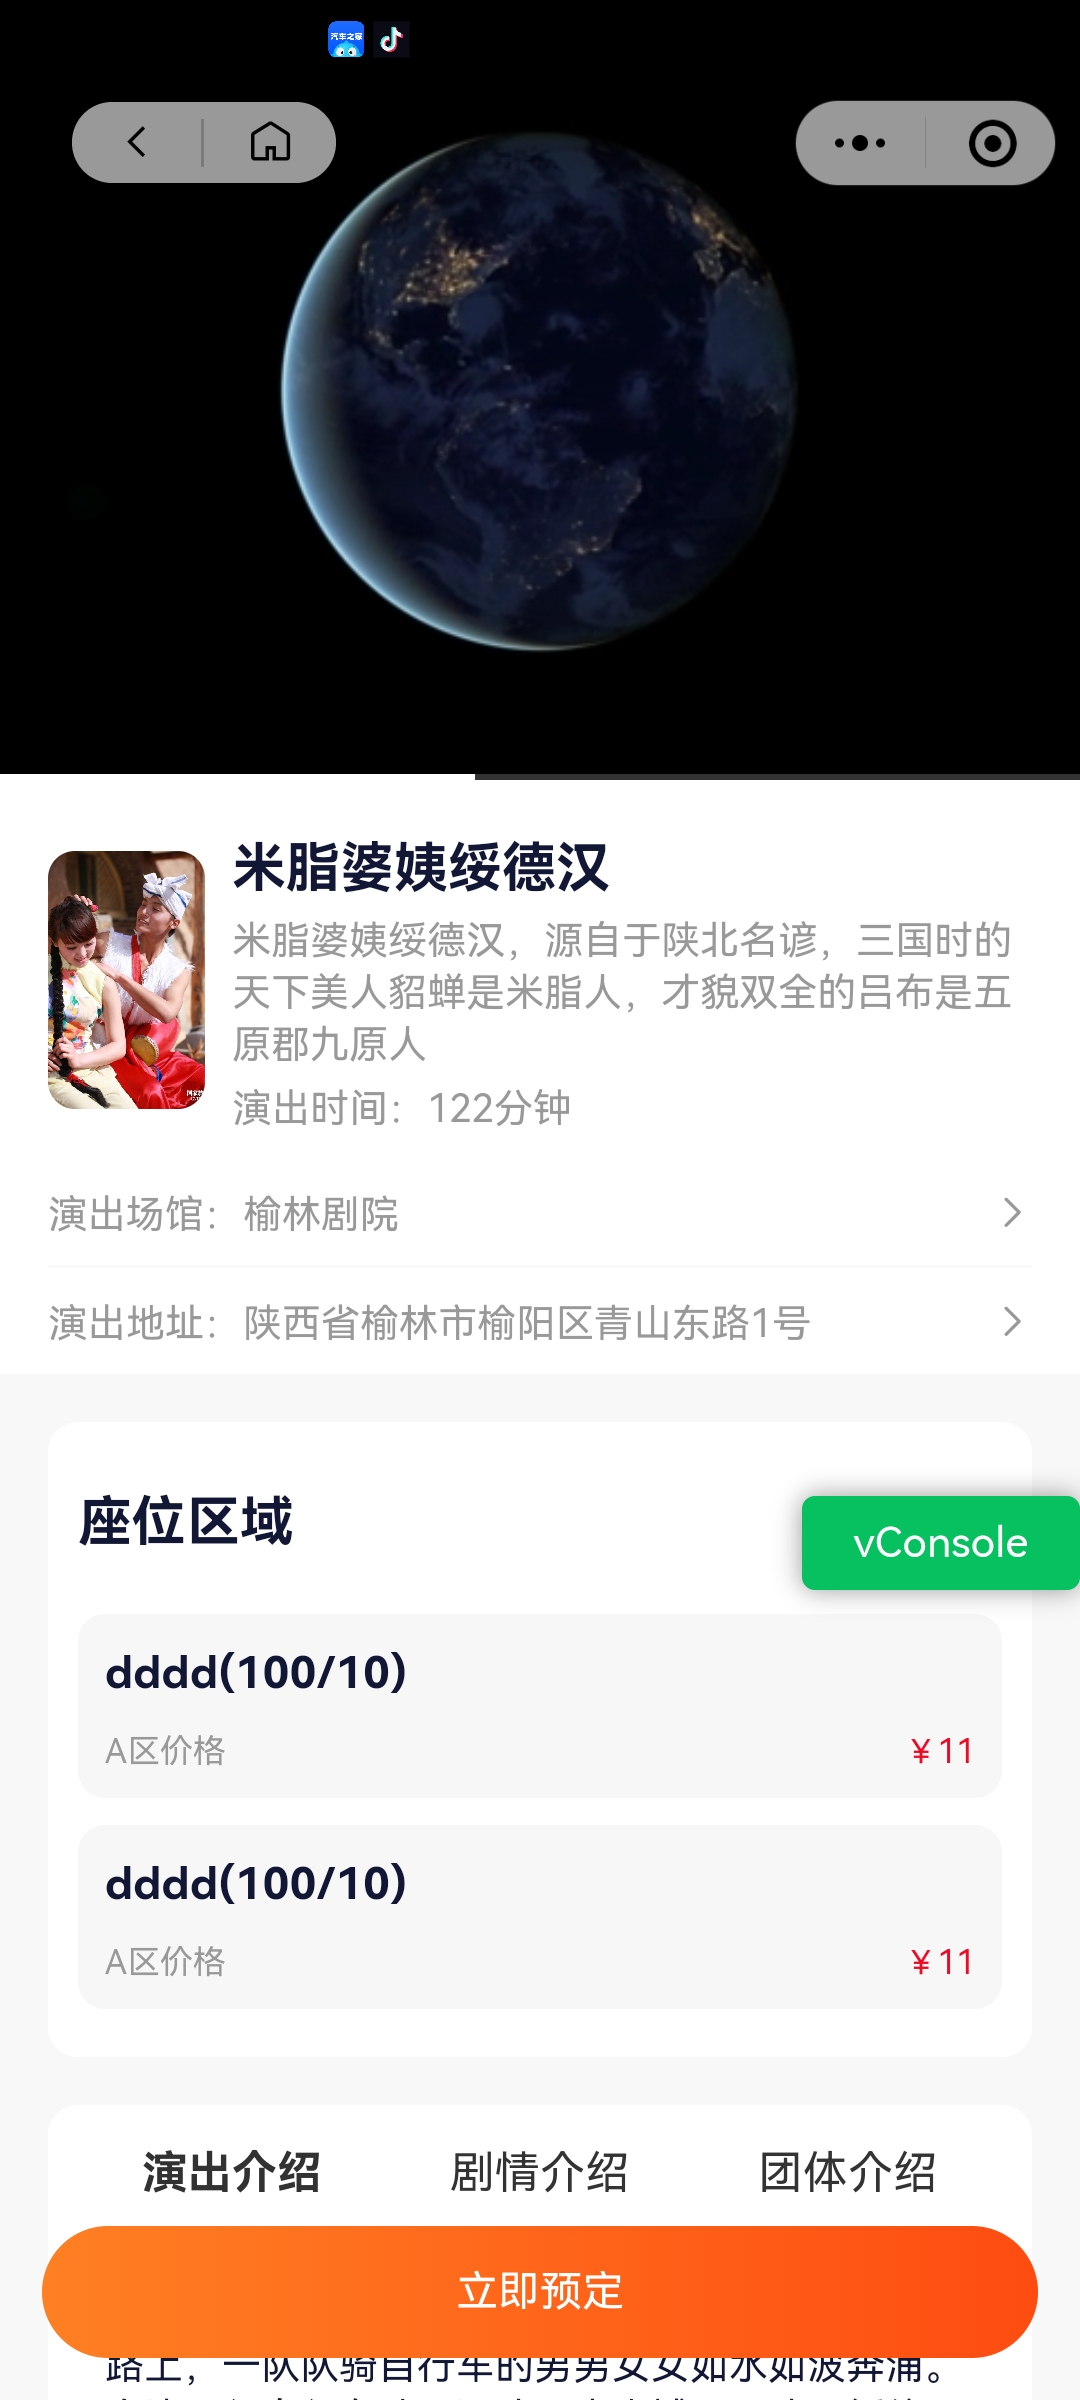 汽车之家
米脂婆姨绥德汉
米脂婆姨绥德汉，源自于陕北名谚，三国时的
天下美人貂蝉是米脂人，才貌双全的吕布是五
原郡九原人
演出时间：122分钟
演出场馆：榆林剧院
演出地址：陕西省榆林市榆阳区青山东路1号
座位区域
vConsole
dddd(100/10)
A区价格
¥11
dddd(100/10)
A区价格
¥11
演出介绍
剧情介绍
团体介绍
立即预定
路上，一队队骑自行车的男男女女如水如波奔涌。